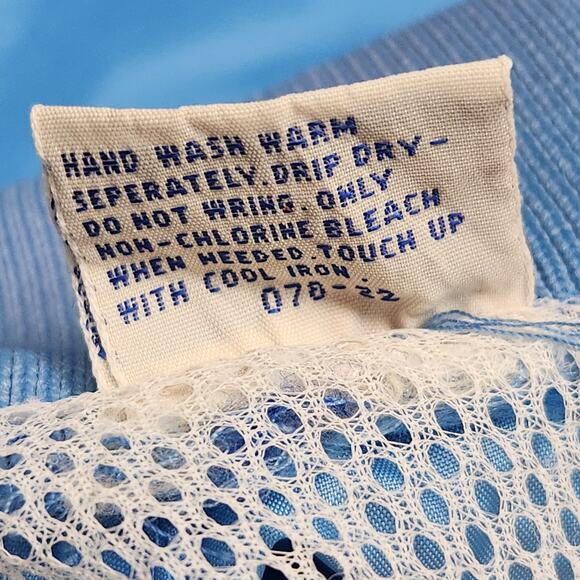 HAND WASH WARM
SEPERATELY. DRIP DRY-
DO NOT WRING. ONLY
NON-CHLORINE BLEACH
WHEN NEEDED. TOUCH UP
WITH COOL IRON.
078-22